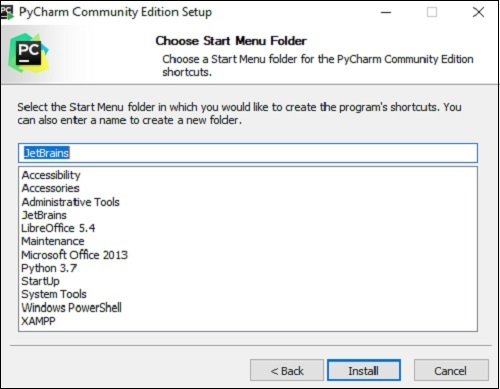 PyCharm Community Edition Setup
PC
Choose Start Menu Folder
Choose a Start Menu folder for the PyCharm Community Edition
shortcuts.
Select the Start Menu folder in which you would like to create the program's shortcuts. You
can also enter a name to create a new folder.
JetBrains
Accessibility
Accessories
Administrative Tools
JetBrains
LibreOffice 5.4
Maintenance
Microsoft Office 2013
Python 3.7
StartUp
System Tools
Windows PowerShell
XAMPP
< Back
Install
Cancel